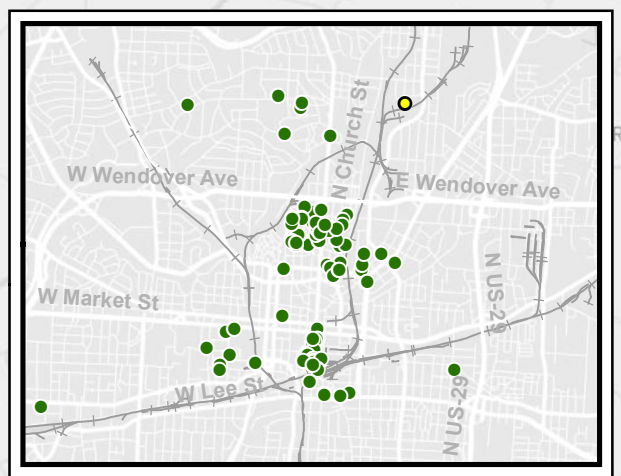 N Church St
W Wendover Ave
E Wendover Ave
N US-29
W Market St
W Lee St
N US-29